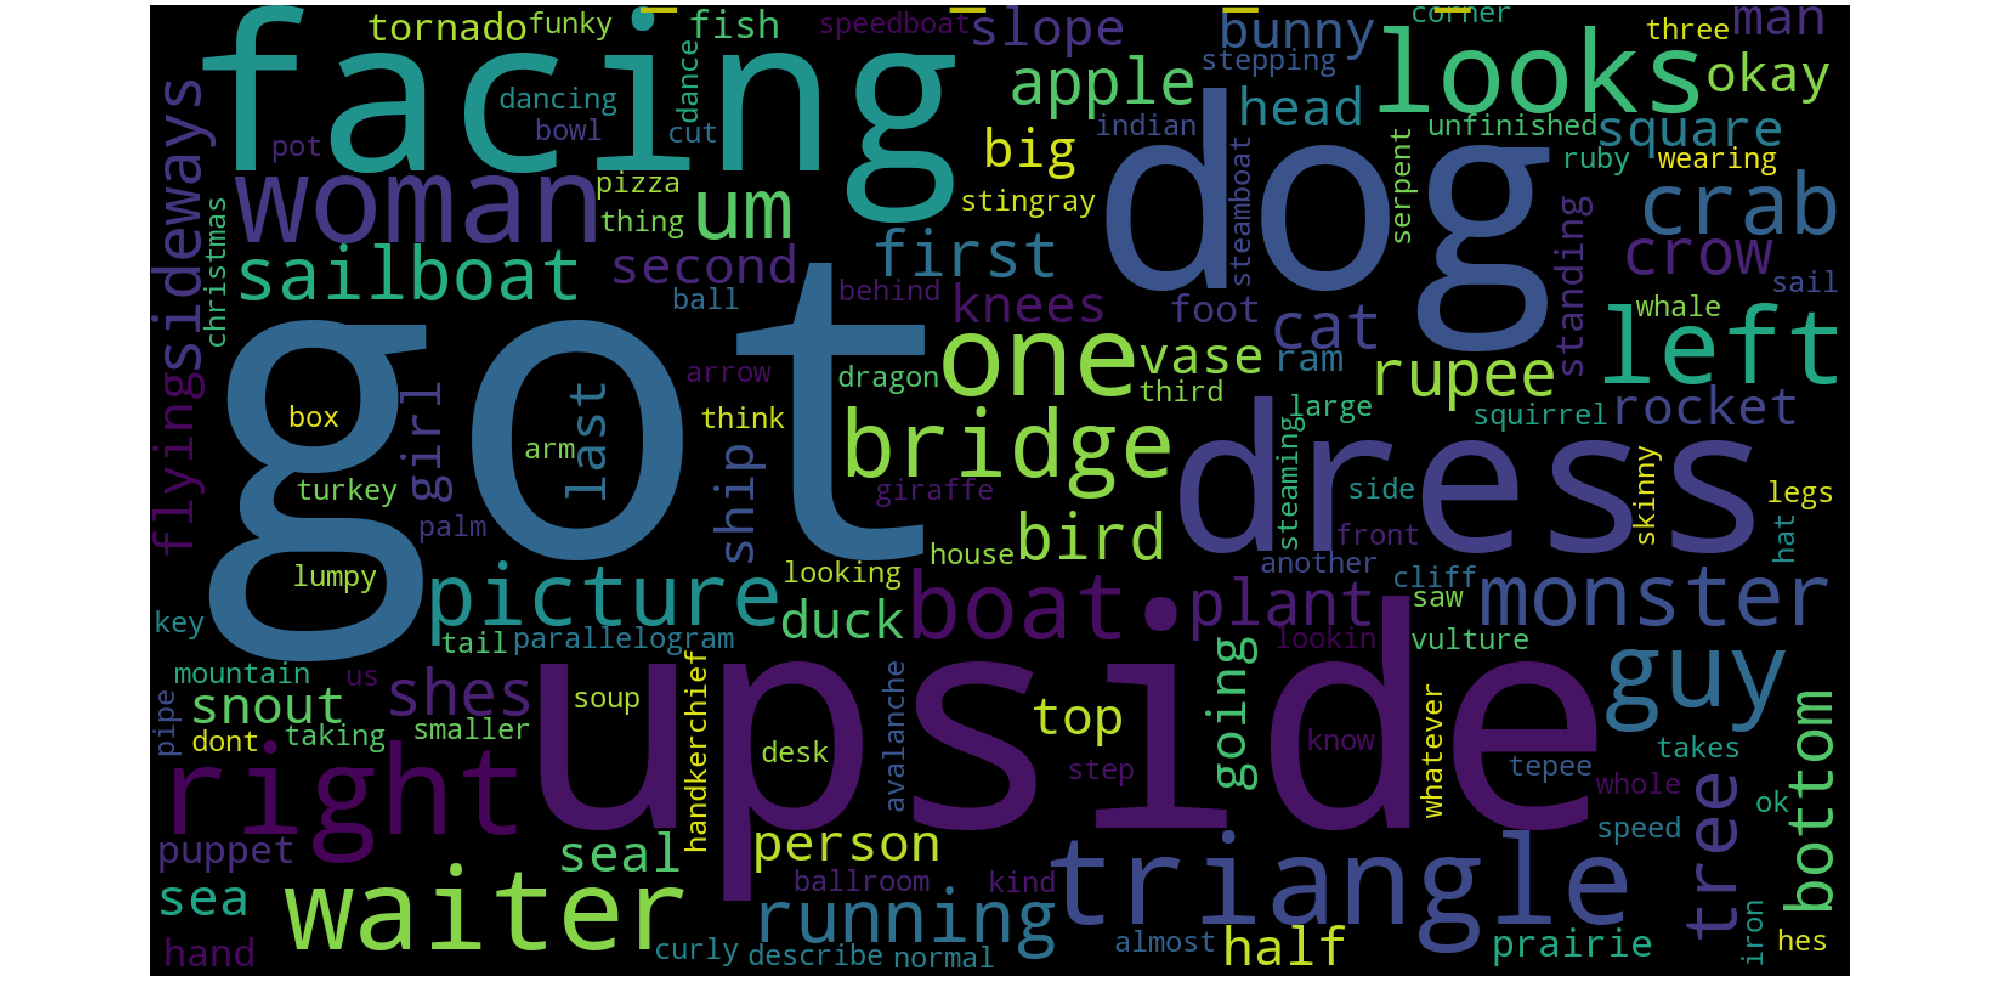 facing
tornado
funky
fish
speedboat
slope
bunny
corner
three
man
looks
okay
stepping
apple
head
dance
dancing
bowl
cut
pot
sideways
big
indian
unfinished
square
ruby
wearing
dog
woman
pizza
thing
um
stingray
steamboat
serpent
standing
crab
crow
christmas
sailboat
second
first
ball
behind
knees
foot
cat
whale
sail
left
got
one
vase
ram
rupee
arrow
dragon
third
large
squirrel
rocket
flying
box
girl
last
arm
think
bridge
dress
steaming
side
skinny
legs
turkey
palm
ship
giraffe
bird
front
hat
lumpy
house
looking
another
cliff
picture
duck
boat
plant
saw
monster
key
tail
parallelogram
lookin
vulture
mountain
us
handkerchief
upside
going
guy
snout
shes
soup
avalanche
top
know
whatever
bottom
pipe
dont
taking
smaller
desk
step
tepee
takes
right
whole
tree
ok
puppet
seal
person
speed
triangle
sea
waiter
ballroom
kind
running
hand
curly
describe
normal
almost
half
prairie
iron
hes